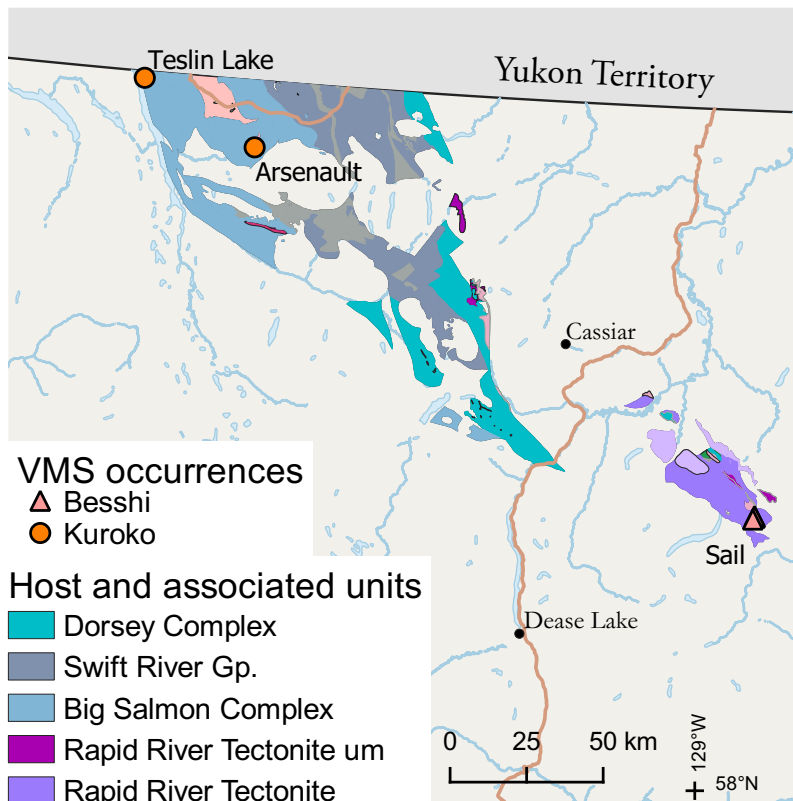 Teslin Lake
Yukon Territory
Arsenault
Cassiar
VMS occurrences
Besshi
Kuroko
Sail
Host and associated units
Dorsey Complex
Dease Lake
Swift River Gp.
Big Salmon Complex
Rapid River Tectonite um
Rapid River Tectonite
0 25 50 km
129°W
58°N